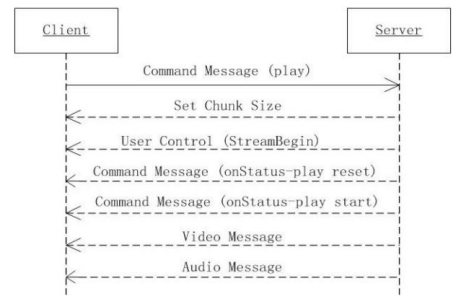 Client
Server
Command Message (play)
Set Chunk Size
User Control (StreamBegin)
Command Message (onStatus-play reset)
Command Message (onStatus-play start)
Video Message
Audio Message